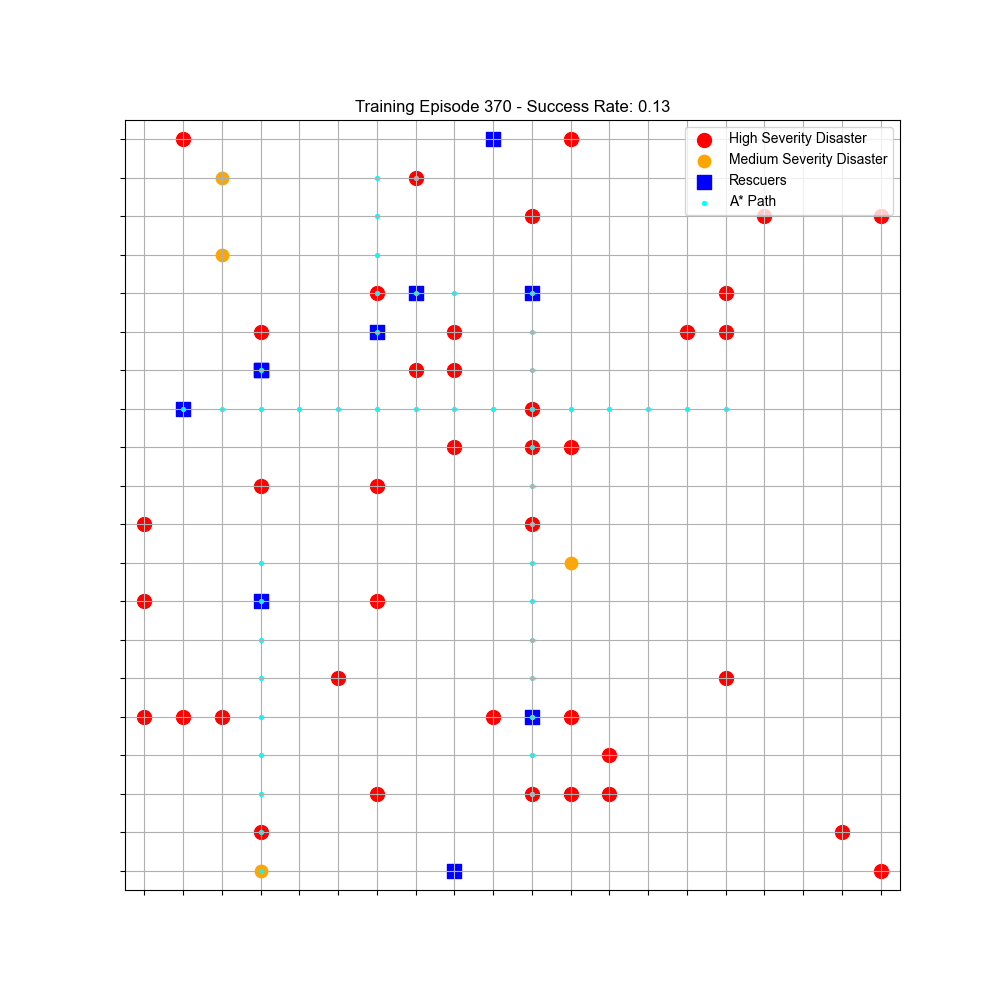 Training Episode 370 - Success Rate: 0.13
High Severity Disaster
Medium Severity Disaster
Rescuers
A* Path